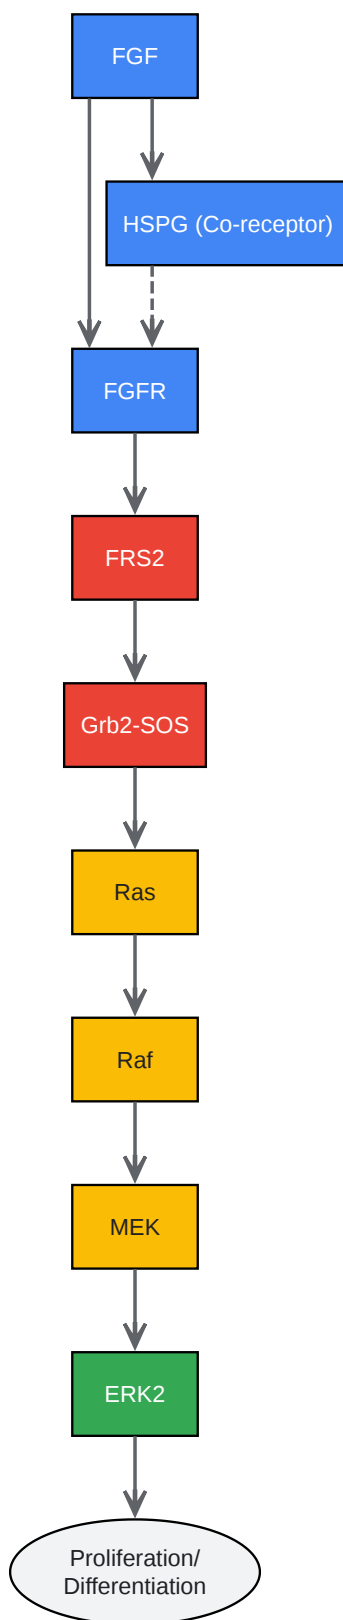 FGF
HSPG (Co-receptor)
FGFR
FRS2
Grb2-SOS
Ras
Raf
MEK
ERK2
Proliferation/
Differentiation